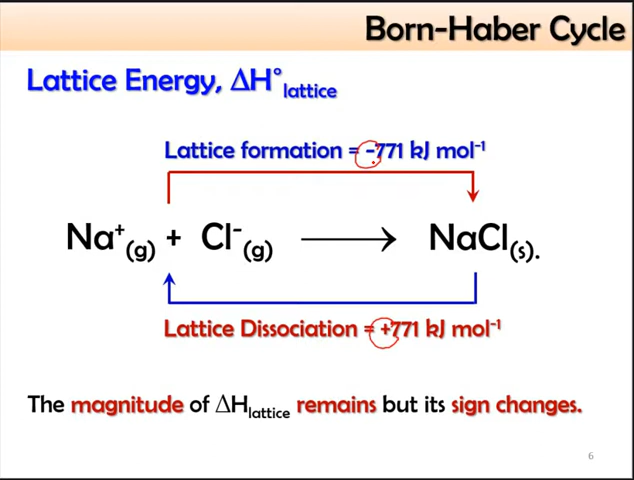 Born-Haber Cycle
Lattice Energy, ΔH°lattice
Lattice formation = -771 kJ mol⁻¹
Na⁺(g) + Cl⁻(g) ⟶ NaCl(s).
Lattice Dissociation = +771 kJ mol⁻¹
The magnitude of ΔHlattice remains but its sign changes.
6